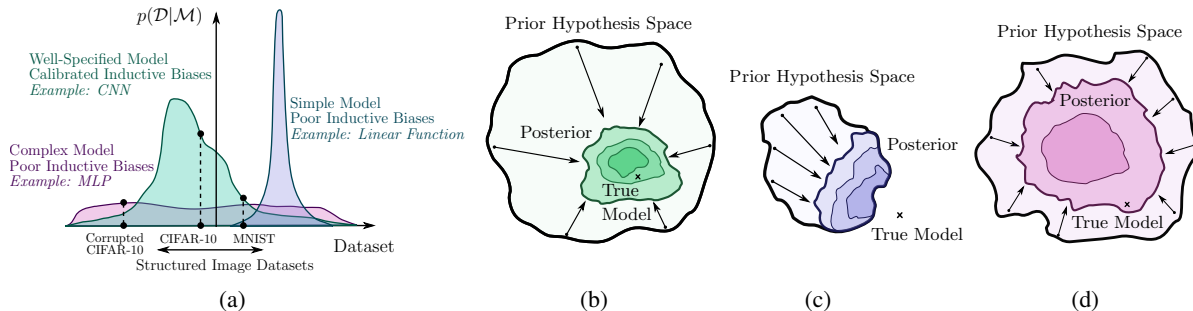 p(𝒟|ℳ)
Well-Specified Model
Calibrated Inductive Biases
Example: CNN
Simple Model
Poor Inductive Biases
Example: Linear Function
Complex Model
Poor Inductive Biases
Example: MLP
Corrupted
CIFAR-10
CIFAR-10
MNIST
Dataset
Structured Image Datasets
(a)
Prior Hypothesis Space
Posterior
True
Model
(b)
Prior Hypothesis Space
Posterior
True Model
(c)
Prior Hypothesis Space
Posterior
True Model
(d)